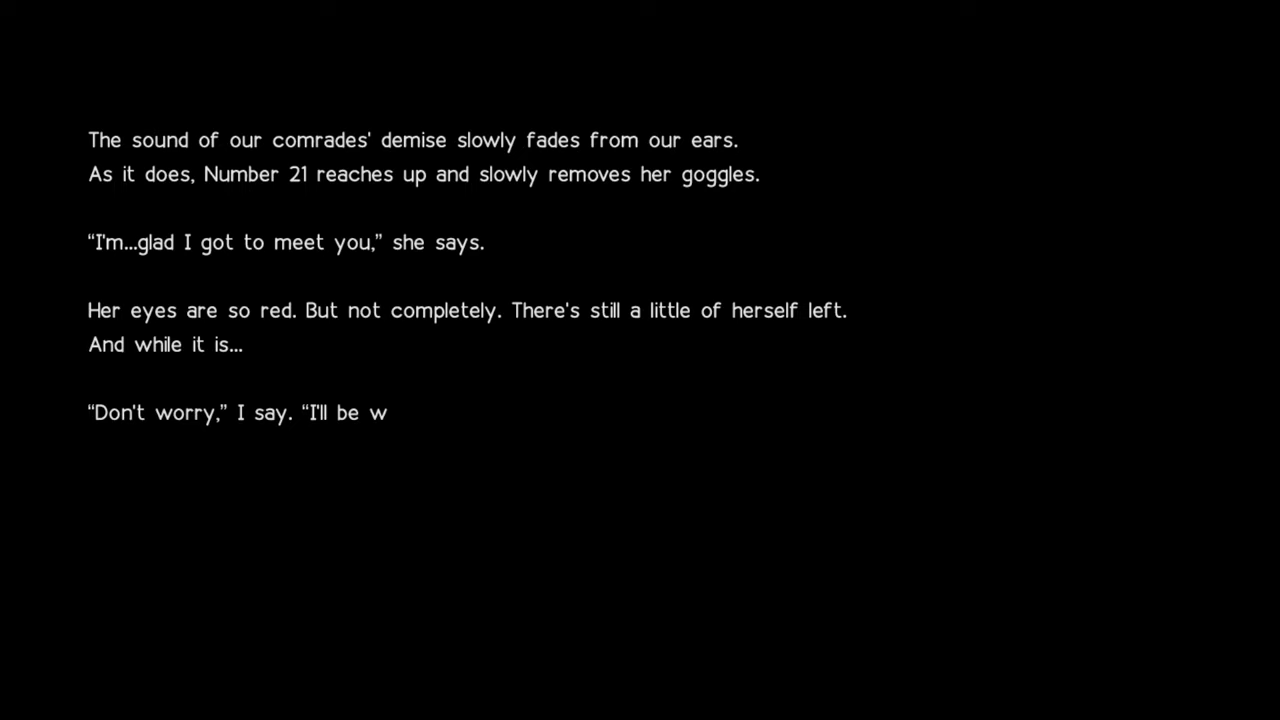 The sound of our comrades' demise slowly fades from our ears.
As it does, Number 21 reaches up and slowly removes her goggles.
“I'm...glad I got to meet you,” she says.
Her eyes are so red. But not completely. There's still a little of herself left.
And while it is...
“Don't worry,” I say. “I'll be w